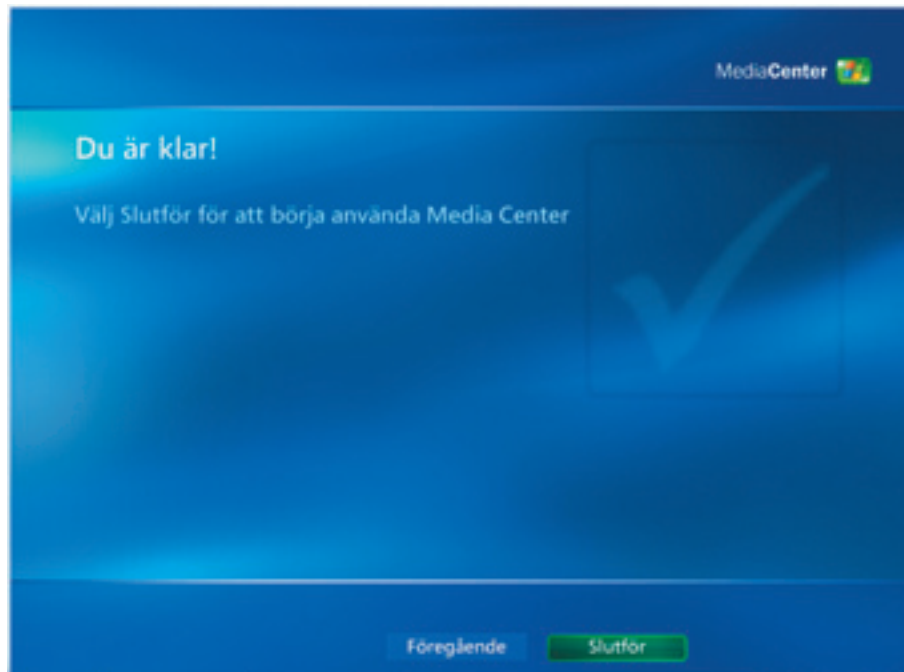 MediaCenter
Du är klar!
Välj Slutför för att börja använda Media Center
Föregående
Slutför